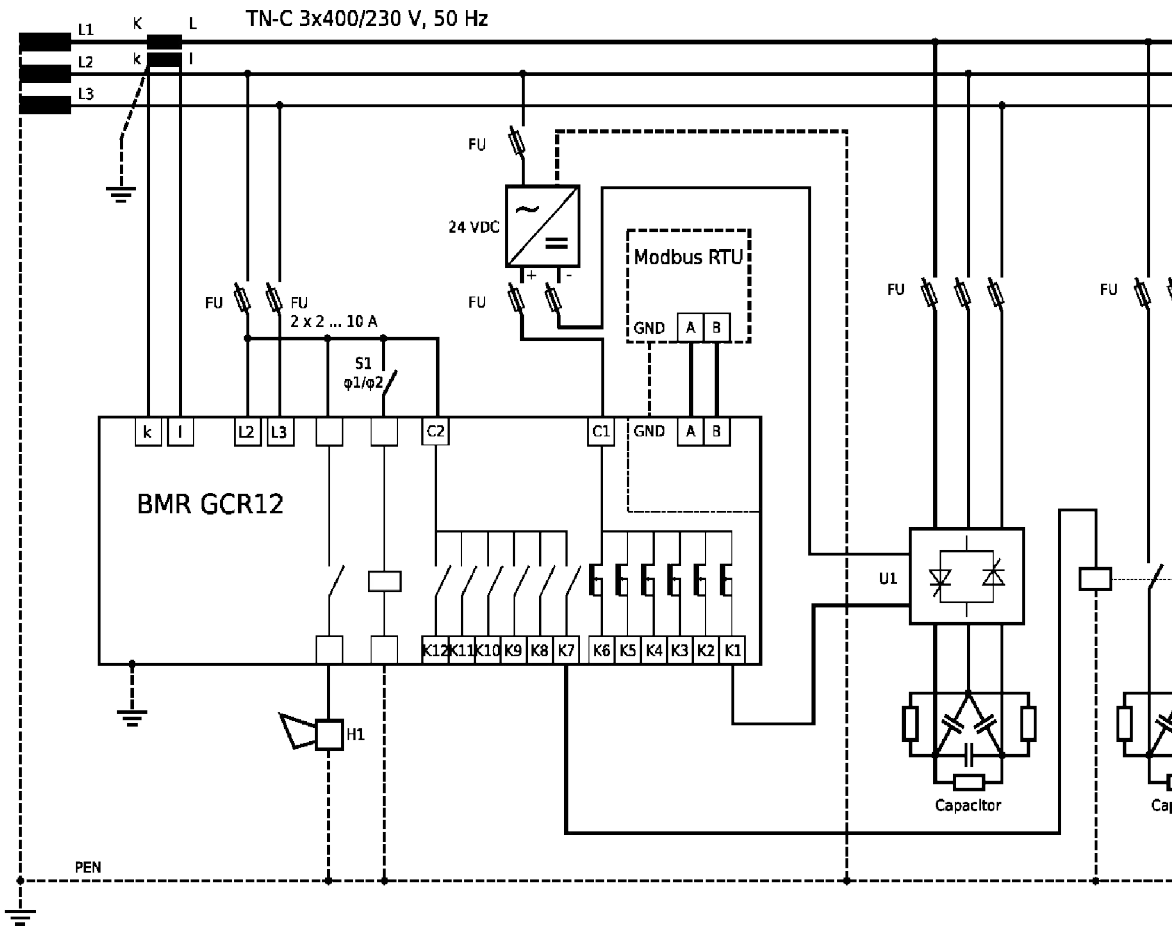 TN-C 3x400/230 V, 50 Hz
L1 K L
L2 k l
L3
FU
24 VDC
+ -
Modbus RTU
FU FU FU FU FU
2 x 2 ... 10 A
GND A B
S1
φ1/φ2
k l L2 L3 C2 C1 GND A B
BMR GCR12
U1
K12 K11 K10 K9 K8 K7 K6 K5 K4 K3 K2 K1
H1
Capacitor Cap
PEN